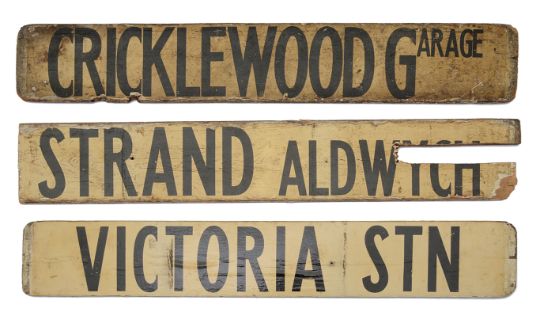 CRICKLEWOOD GARAGE
STRAND ALDWYCH
VICTORIA STN